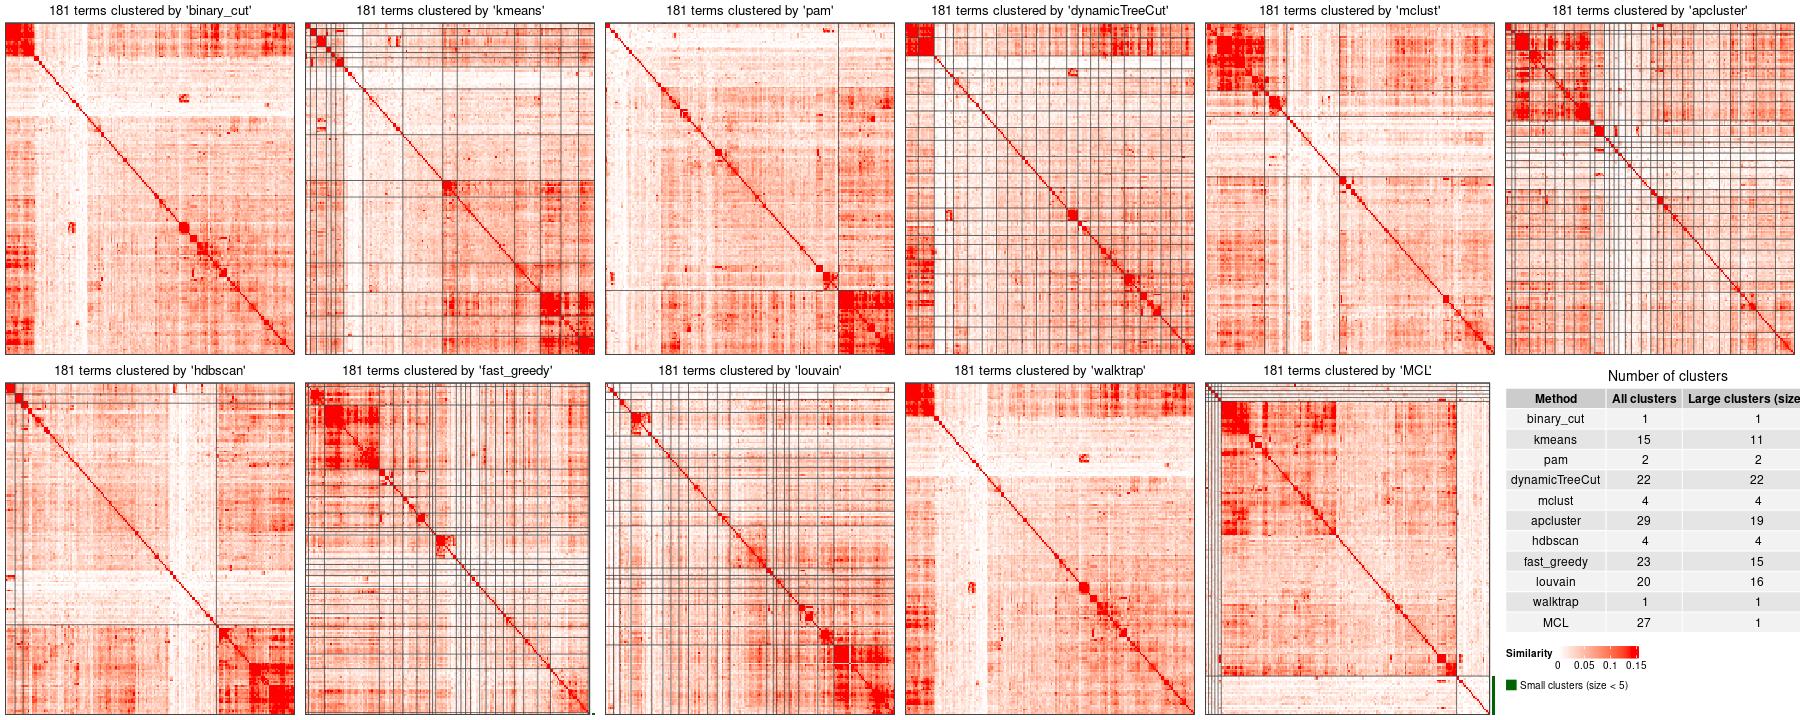 181 terms clustered by 'binary_cut'
181 terms clustered by 'kmeans'
181 terms clustered by 'pam'
181 terms clustered by 'dynamicTreeCut'
181 terms clustered by 'mclust'
181 terms clustered by 'apcluster'
181 terms clustered by 'hdbscan'
181 terms clustered by 'fast_greedy'
181 terms clustered by 'louvain'
181 terms clustered by 'walktrap'
181 terms clustered by 'MCL'
Number of clusters
Method All clusters Large clusters (size
binary_cut 1 1
kmeans 15 11
pam 2 2
dynamicTreeCut 22 22
mclust 4 4
apcluster 29 19
hdbscan 4 4
fast_greedy 23 15
louvain 20 16
walktrap 1 1
MCL 27 1
Similarity
0 0.05 0.1 0.15
Small clusters (size < 5)